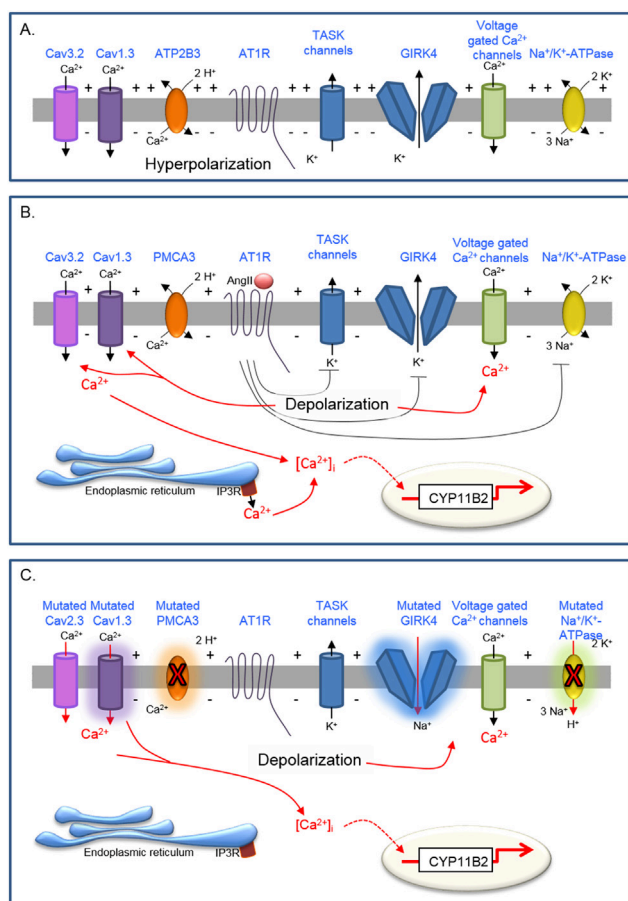 A.
Cav3.2 Cav1.3 ATP2B3 AT1R TASK channels GIRK4 Voltage gated Ca²⁺ channels Na⁺/K⁺-ATPase
Ca²⁺ Ca²⁺ 2 H⁺ Ca²⁺ 2 K⁺
+ + + + + + + + + + + + + +
- - - - - - - - - - - - - -
Ca²⁺ K⁺ K⁺ 3 Na⁺
Hyperpolarization
B.
Cav3.2 Cav1.3 PMCA3 AT1R TASK channels GIRK4 Voltage gated Ca²⁺ channels Na⁺/K⁺-ATPase
Ca²⁺ Ca²⁺ 2 H⁺ AngII Ca²⁺ 2 K⁺
+ + + + + + +
- - - - - - -
Ca²⁺ K⁺ K⁺ 3 Na⁺
Ca²⁺ Ca²⁺
Depolarization
[Ca²⁺]i
Endoplasmic reticulum IP3R CYP11B2
Ca²⁺
C.
Mutated Cav2.3 Mutated Cav1.3 Mutated PMCA3 AT1R TASK channels Mutated GIRK4 Voltage gated Ca²⁺ channels Mutated Na⁺/K⁺-ATPase
Ca²⁺ Ca²⁺ 2 H⁺ Ca²⁺ 2 K⁺
+ + + + + +
X X
- - - - - -
Ca²⁺ K⁺ Na⁺ 3 Na⁺
H⁺
Ca²⁺ Ca²⁺
Depolarization
[Ca²⁺]i
Endoplasmic reticulum IP3R CYP11B2